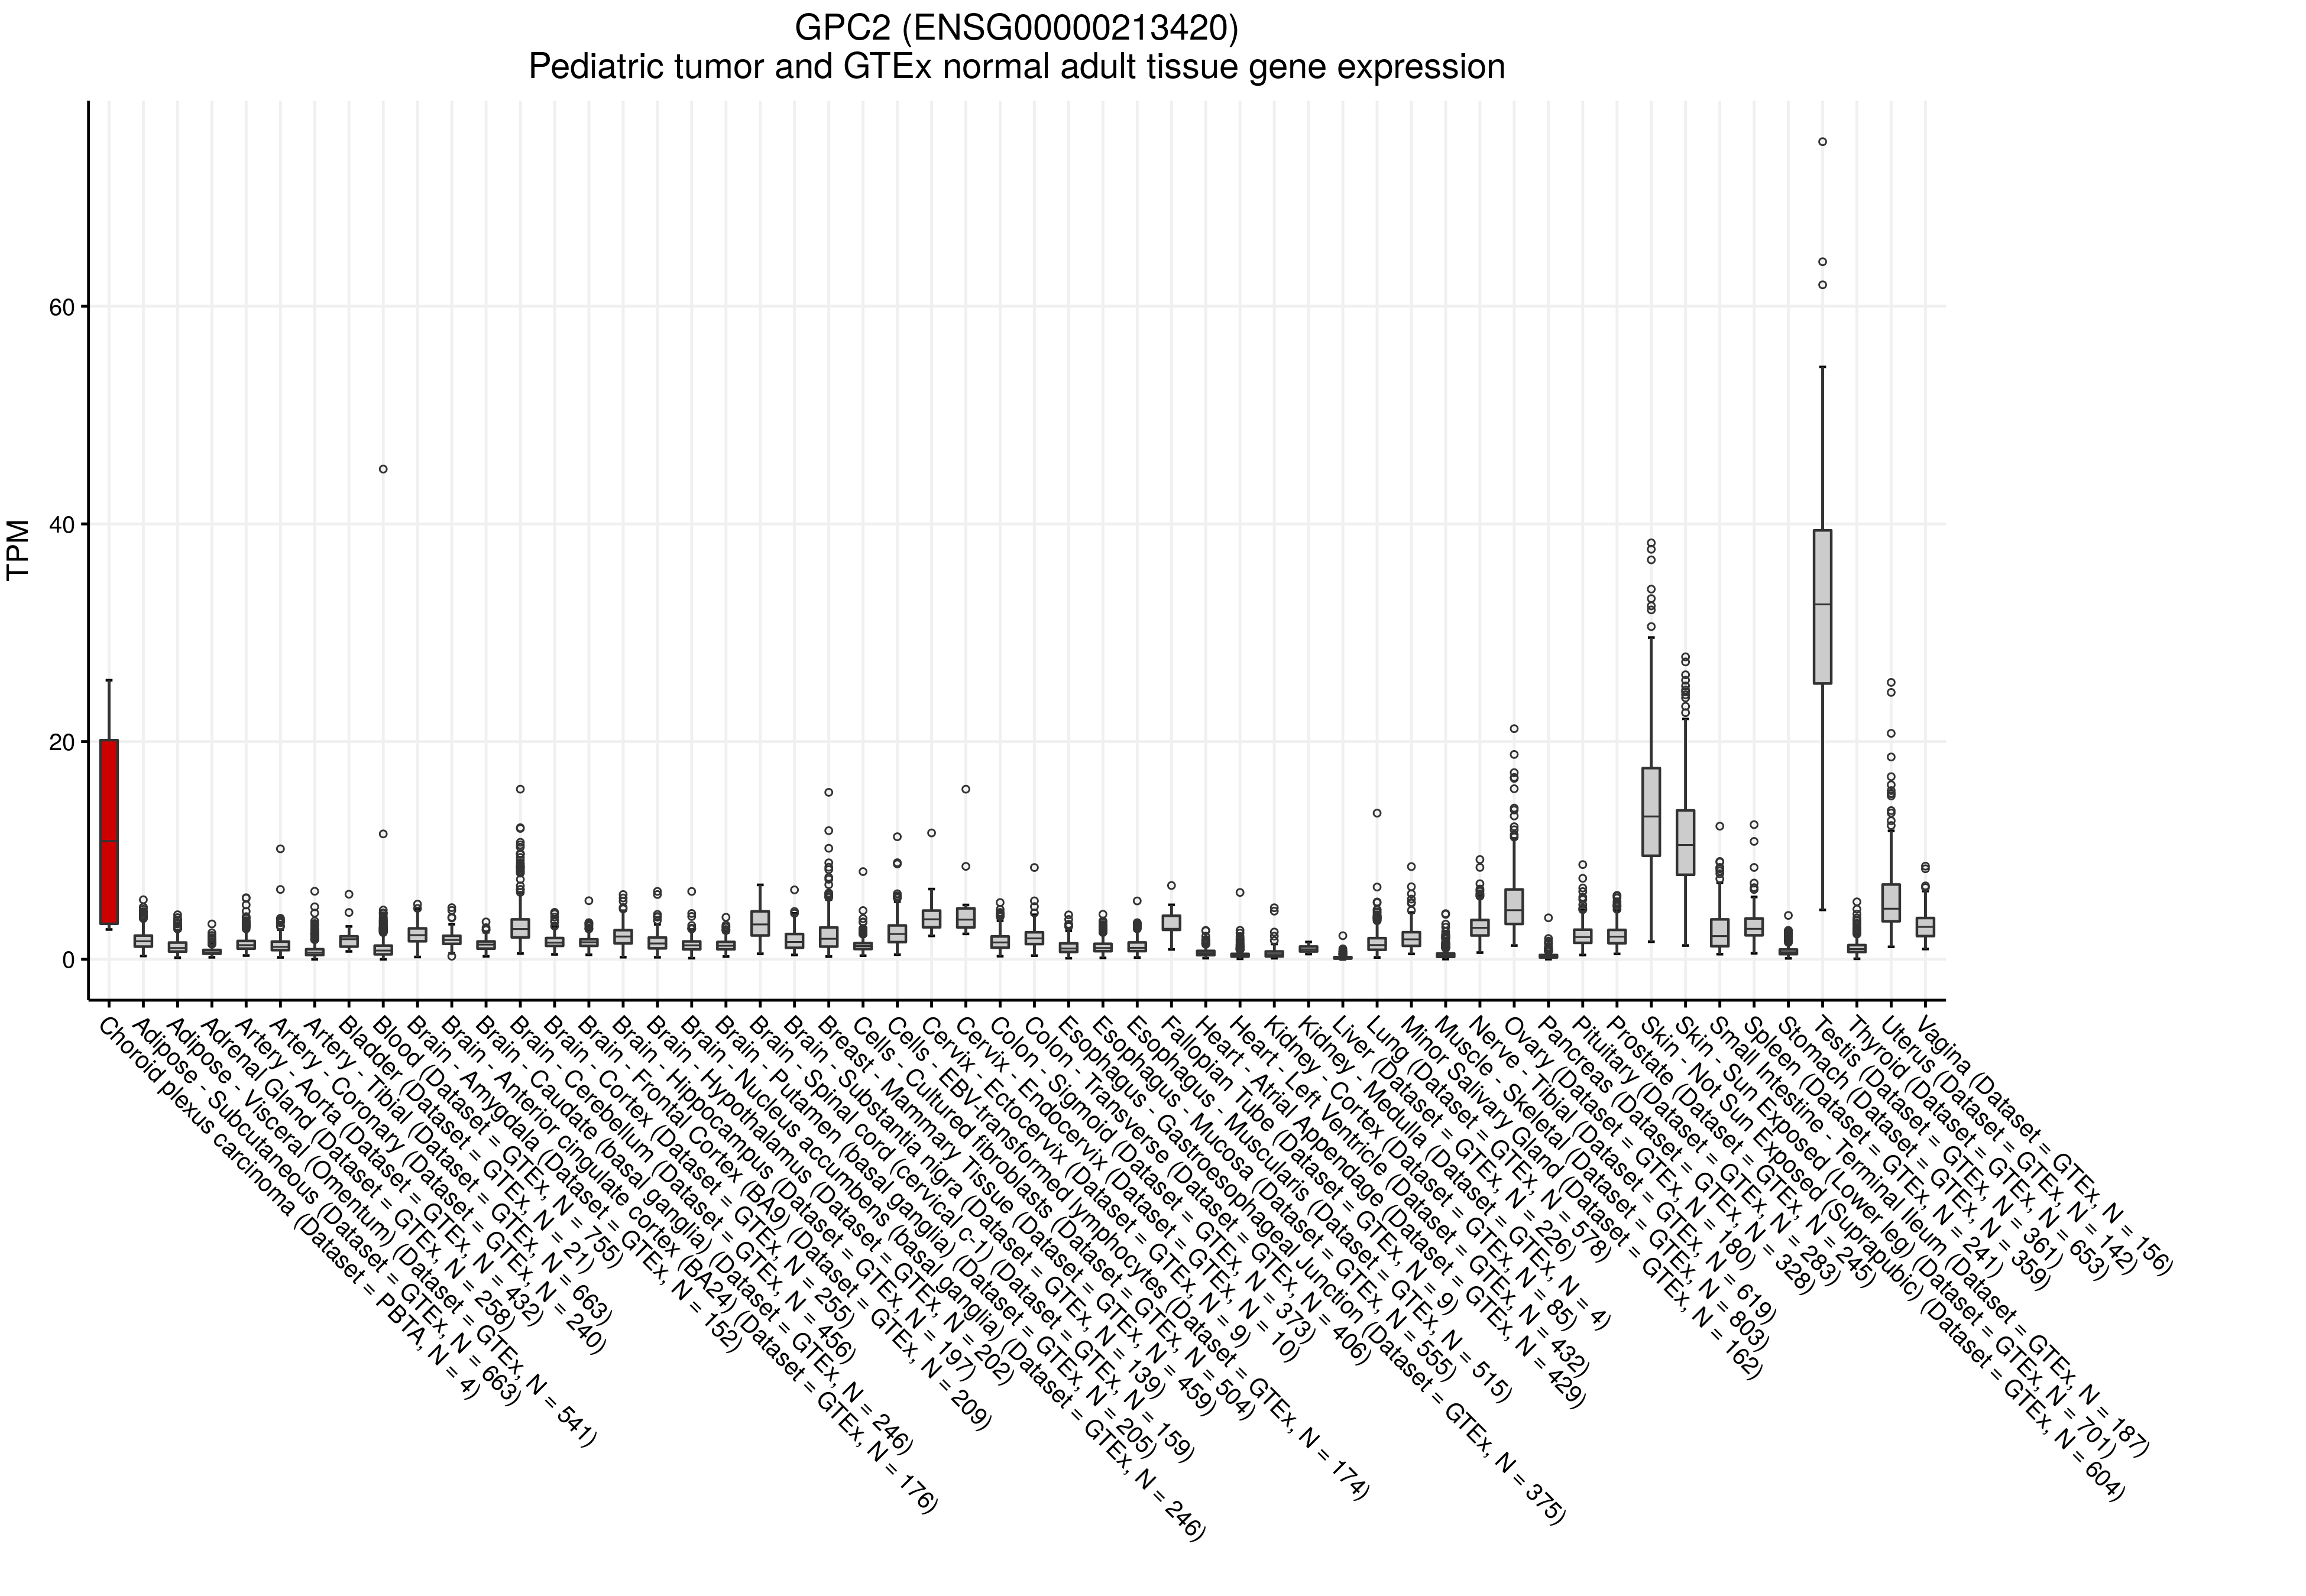 GPC2 (ENSG00000213420)
Pediatric tumor and GTEx normal adult tissue gene expression
TPM
60
40
20
0
Choroid plexus carcinoma (Dataset = PBTA, N = 4)
Adipose - Subcutaneous (Dataset = GTEx, N = 663)
Adipose - Visceral (Omentum) (Dataset = GTEx, N = 541)
Adrenal Gland (Dataset = GTEx, N = 258)
Artery - Aorta (Dataset = GTEx, N = 432)
Artery - Coronary (Dataset = GTEx, N = 240)
Artery - Tibial (Dataset = GTEx, N = 663)
Bladder (Dataset = GTEx, N = 21)
Blood (Dataset = GTEx, N = 755)
Brain - Amygdala (Dataset = GTEx, N = 152)
Brain - Anterior cingulate cortex (BA24) (Dataset = GTEx, N = 176)
Brain - Caudate (basal ganglia) (Dataset = GTEx, N = 246)
Brain - Cerebellum (Dataset = GTEx, N = 456)
Brain - Cortex (Dataset = GTEx, N = 255)
Brain - Frontal Cortex (BA9) (Dataset = GTEx, N = 209)
Brain - Hippocampus (Dataset = GTEx, N = 197)
Brain - Hypothalamus (Dataset = GTEx, N = 202)
Brain - Nucleus accumbens (basal ganglia) (Dataset = GTEx, N = 246)
Brain - Putamen (basal ganglia) (Dataset = GTEx, N = 205)
Brain - Spinal cord (cervical c-1) (Dataset = GTEx, N = 159)
Brain - Substantia nigra (Dataset = GTEx, N = 139)
Breast - Mammary Tissue (Dataset = GTEx, N = 459)
Cells - Cultured fibroblasts (Dataset = GTEx, N = 504)
Cells - EBV-transformed lymphocytes (Dataset = GTEx, N = 174)
Cervix - Ectocervix (Dataset = GTEx, N = 9)
Cervix - Endocervix (Dataset = GTEx, N = 10)
Colon - Sigmoid (Dataset = GTEx, N = 373)
Colon - Transverse (Dataset = GTEx, N = 406)
Esophagus - Gastroesophageal Junction (Dataset = GTEx, N = 375)
Esophagus - Mucosa (Dataset = GTEx, N = 555)
Esophagus - Muscularis (Dataset = GTEx, N = 515)
Fallopian Tube (Dataset = GTEx, N = 9)
Heart - Atrial Appendage (Dataset = GTEx, N = 429)
Heart - Left Ventricle (Dataset = GTEx, N = 432)
Kidney - Cortex (Dataset = GTEx, N = 85)
Kidney - Medulla (Dataset = GTEx, N = 4)
Liver (Dataset = GTEx, N = 226)
Lung (Dataset = GTEx, N = 578)
Minor Salivary Gland (Dataset = GTEx, N = 162)
Muscle - Skeletal (Dataset = GTEx, N = 803)
Nerve - Tibial (Dataset = GTEx, N = 619)
Ovary (Dataset = GTEx, N = 180)
Pancreas (Dataset = GTEx, N = 328)
Pituitary (Dataset = GTEx, N = 283)
Prostate (Dataset = GTEx, N = 245)
Skin - Not Sun Exposed (Suprapubic) (Dataset = GTEx, N = 604)
Skin - Sun Exposed (Lower leg) (Dataset = GTEx, N = 701)
Small Intestine - Terminal Ileum (Dataset = GTEx, N = 187)
Spleen (Dataset = GTEx, N = 241)
Stomach (Dataset = GTEx, N = 359)
Testis (Dataset = GTEx, N = 361)
Thyroid (Dataset = GTEx, N = 653)
Uterus (Dataset = GTEx, N = 142)
Vagina (Dataset = GTEx, N = 156)